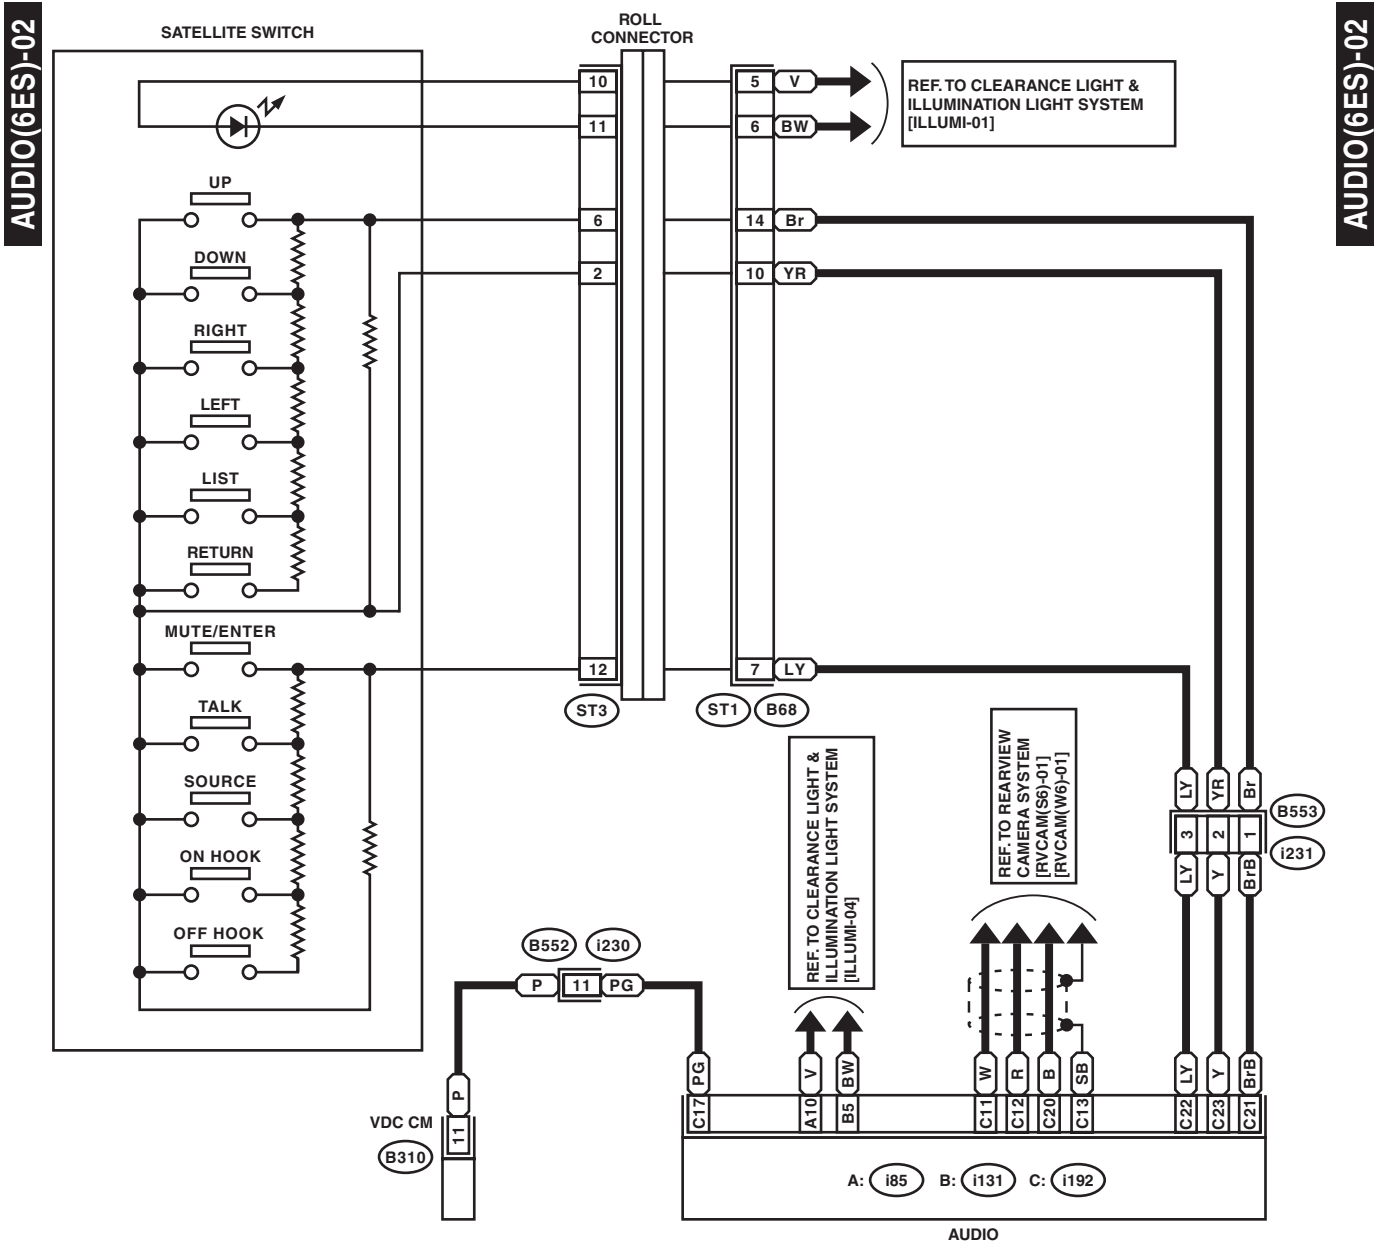 AUDIO(6ES)-02
AUDIO(6ES)-02
SATELLITE SWITCH
ROLL
CONNECTOR
10
5
V
11
6
BW
REF. TO CLEARANCE LIGHT &
ILLUMINATION LIGHT SYSTEM
[ILLUMI-01]
UP
6
14
Br
DOWN
2
10
YR
RIGHT
LEFT
LIST
RETURN
MUTE/ENTER
12
7
LY
ST3
ST1
B68
TALK
SOURCE
ON HOOK
OFF HOOK
REF. TO CLEARANCE LIGHT &
ILLUMINATION LIGHT SYSTEM
[ILLUMI-04]
REF. TO REARVIEW
CAMERA SYSTEM
[RVCAM(S6)-01]
[RVCAM(W6)-01]
LY
YR
Br
3
2
1
B553
i231
LY
Y
BrB
B552
i230
P
11
PG
P
11
VDC CM
B310
PG
V
BW
W
R
B
SB
LY
Y
BrB
C17
A10
B5
C11
C12
C20
C13
C22
C23
C21
A: i85
B: i131
C: i192
AUDIO